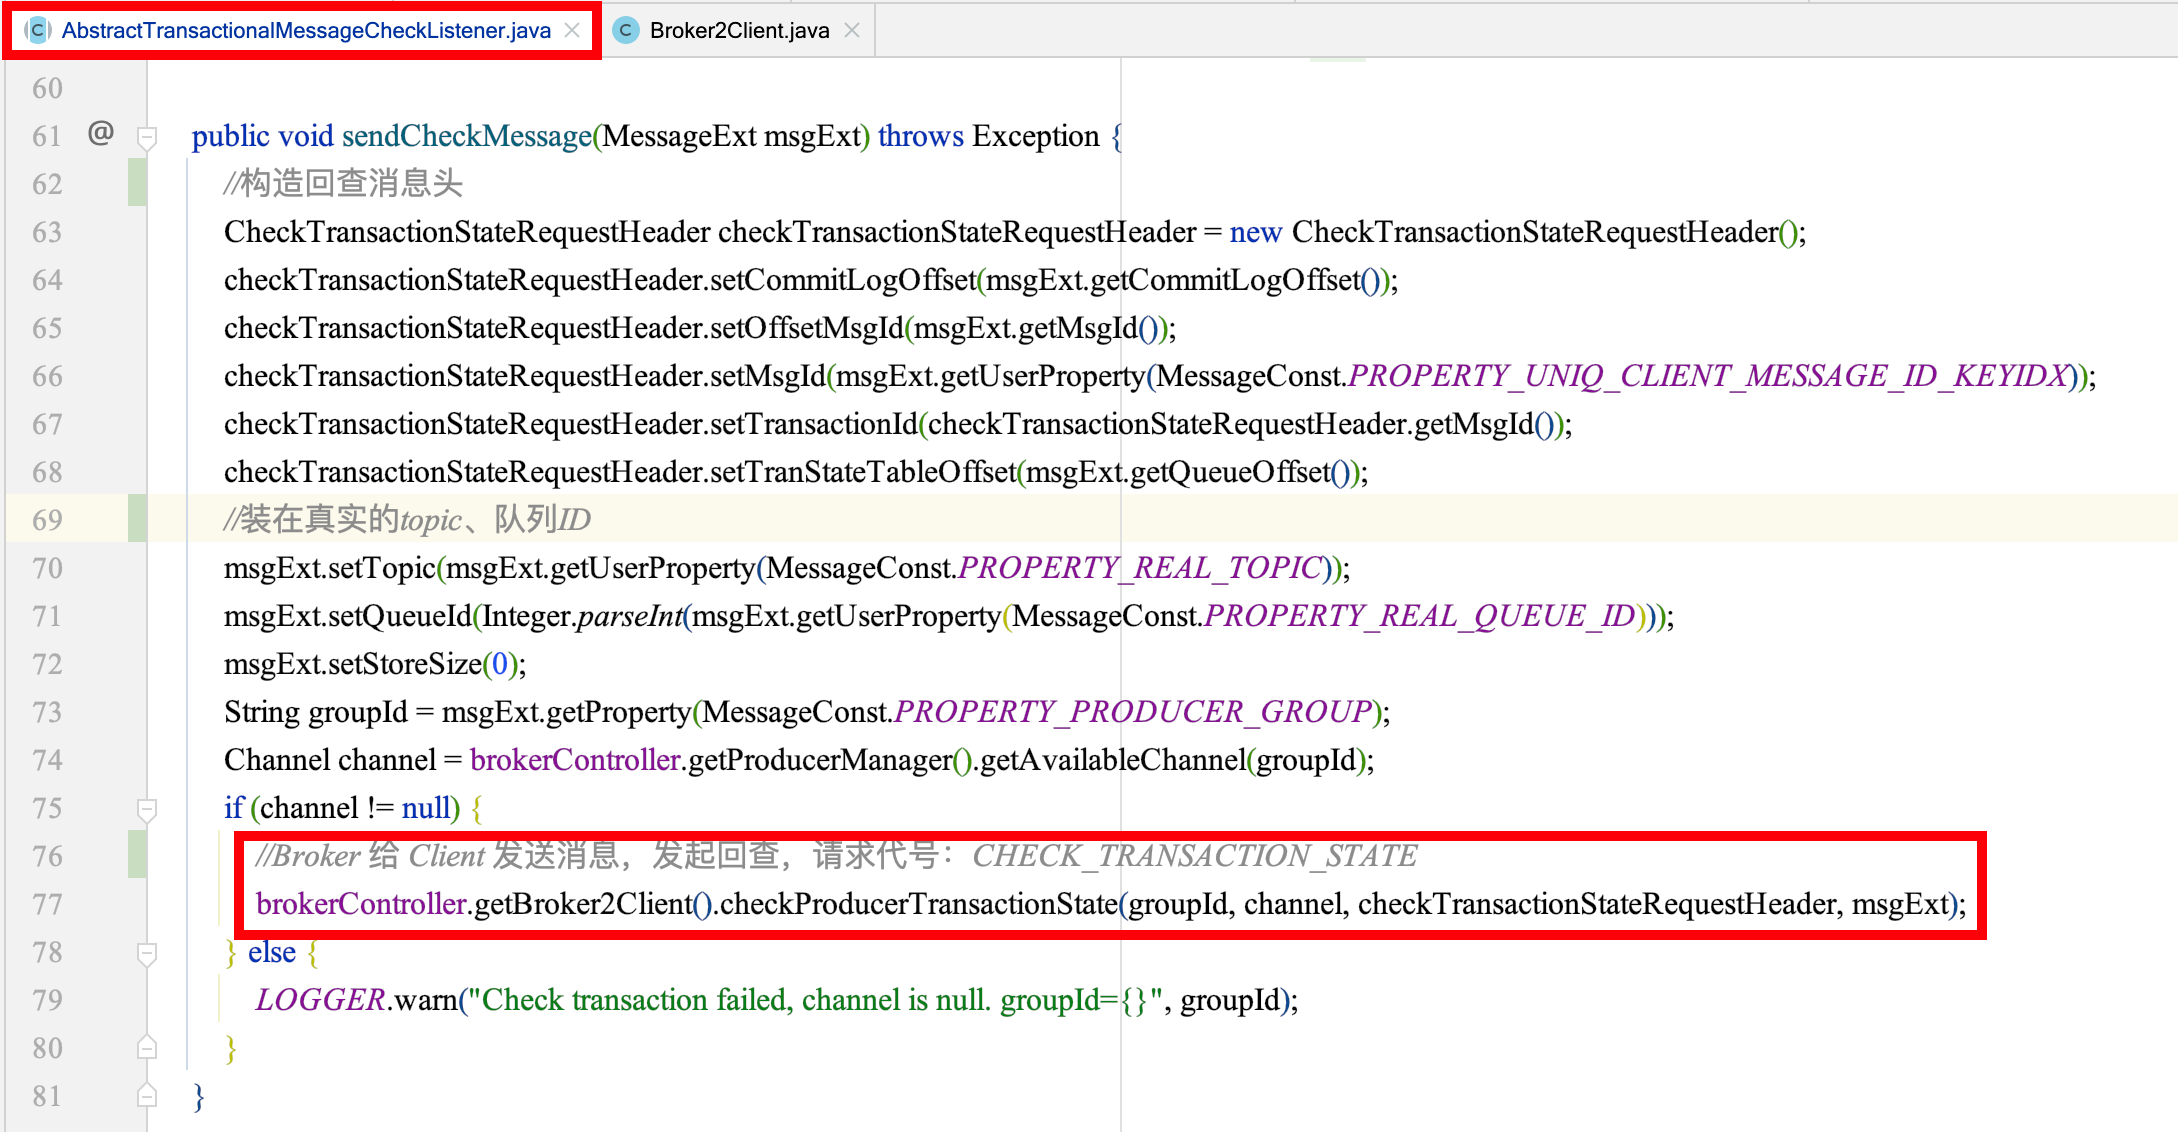 AbstractTransactionalMessageCheckListener.java
Broker2Client.java
60
61 @ public void sendCheckMessage(MessageExt msgExt) throws Exception {
62 //构造回查消息头
63 CheckTransactionStateRequestHeader checkTransactionStateRequestHeader = new CheckTransactionStateRequestHeader();
64 checkTransactionStateRequestHeader.setCommitLogOffset(msgExt.getCommitLogOffset());
65 checkTransactionStateRequestHeader.setOffsetMsgId(msgExt.getMsgId());
66 checkTransactionStateRequestHeader.setMsgId(msgExt.getUserProperty(MessageConst.PROPERTY_UNIQ_CLIENT_MESSAGE_ID_KEYIDX));
67 checkTransactionStateRequestHeader.setTransactionId(checkTransactionStateRequestHeader.getMsgId());
68 checkTransactionStateRequestHeader.setTranStateTableOffset(msgExt.getQueueOffset());
69 //装在真实的topic、队列ID
70 msgExt.setTopic(msgExt.getUserProperty(MessageConst.PROPERTY_REAL_TOPIC));
71 msgExt.setQueueId(Integer.parseInt(msgExt.getUserProperty(MessageConst.PROPERTY_REAL_QUEUE_ID)));
72 msgExt.setStoreSize(0);
73 String groupId = msgExt.getProperty(MessageConst.PROPERTY_PRODUCER_GROUP);
74 Channel channel = brokerController.getProducerManager().getAvailableChannel(groupId);
75 if (channel != null) {
76 //Broker 给 Client 发送消息，发起回查，请求代号：CHECK_TRANSACTION_STATE
77 brokerController.getBroker2Client().checkProducerTransactionState(groupId, channel, checkTransactionStateRequestHeader, msgExt);
78 } else {
79 LOGGER.warn("Check transaction failed, channel is null. groupId={}", groupId);
80 }
81 }